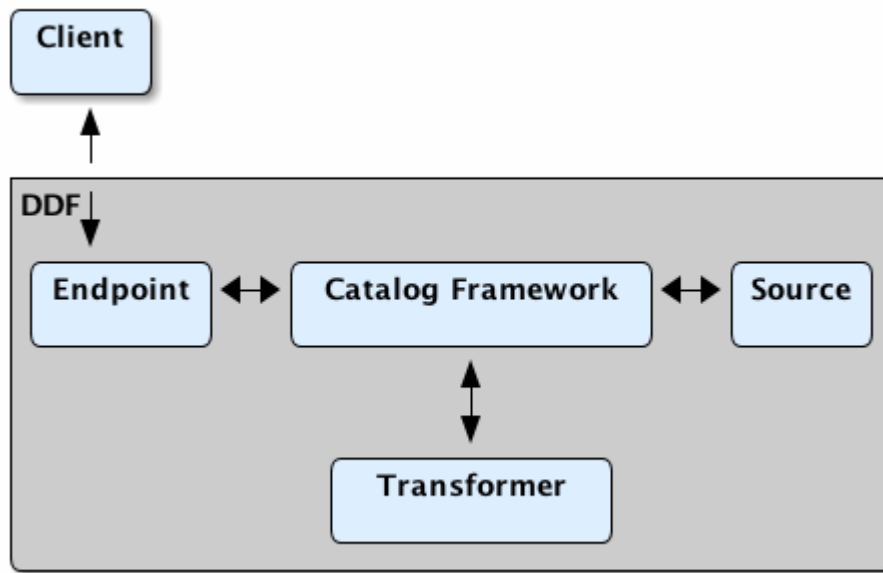 Client
DDF
Endpoint
Catalog Framework
Source
Transformer